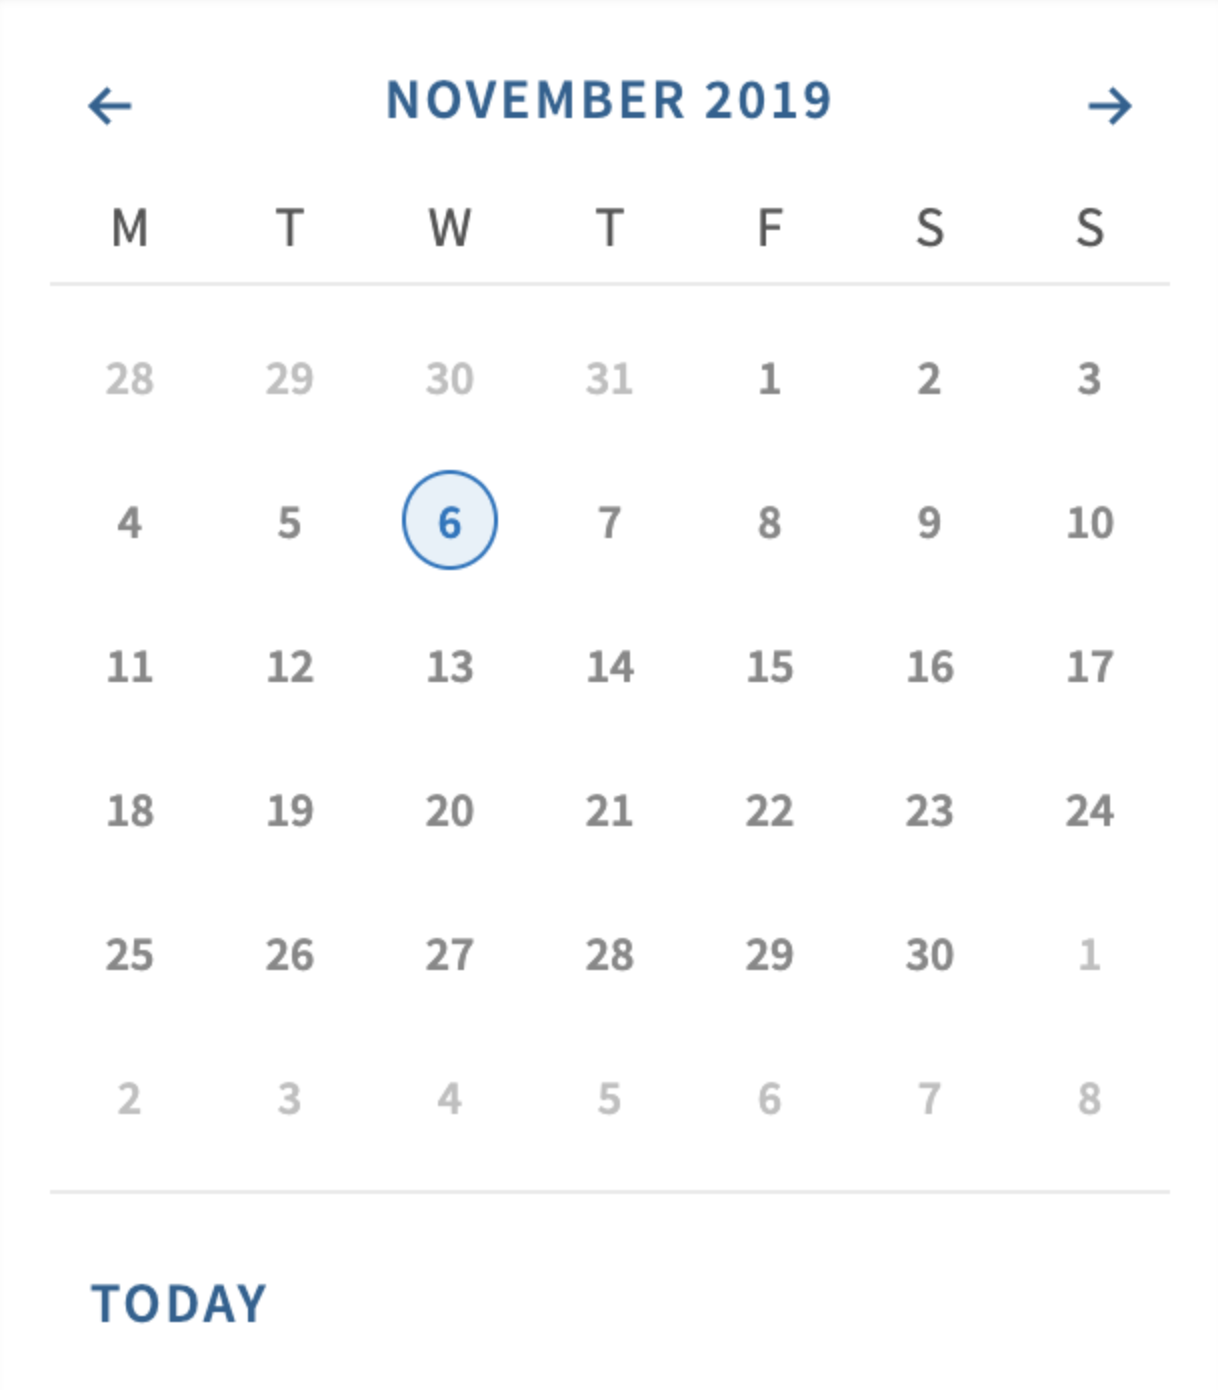 ← NOVEMBER 2019 →
M T W T F S S
28 29 30 31 1 2 3
4 5 6 7 8 9 10
11 12 13 14 15 16 17
18 19 20 21 22 23 24
25 26 27 28 29 30 1
2 3 4 5 6 7 8
TODAY